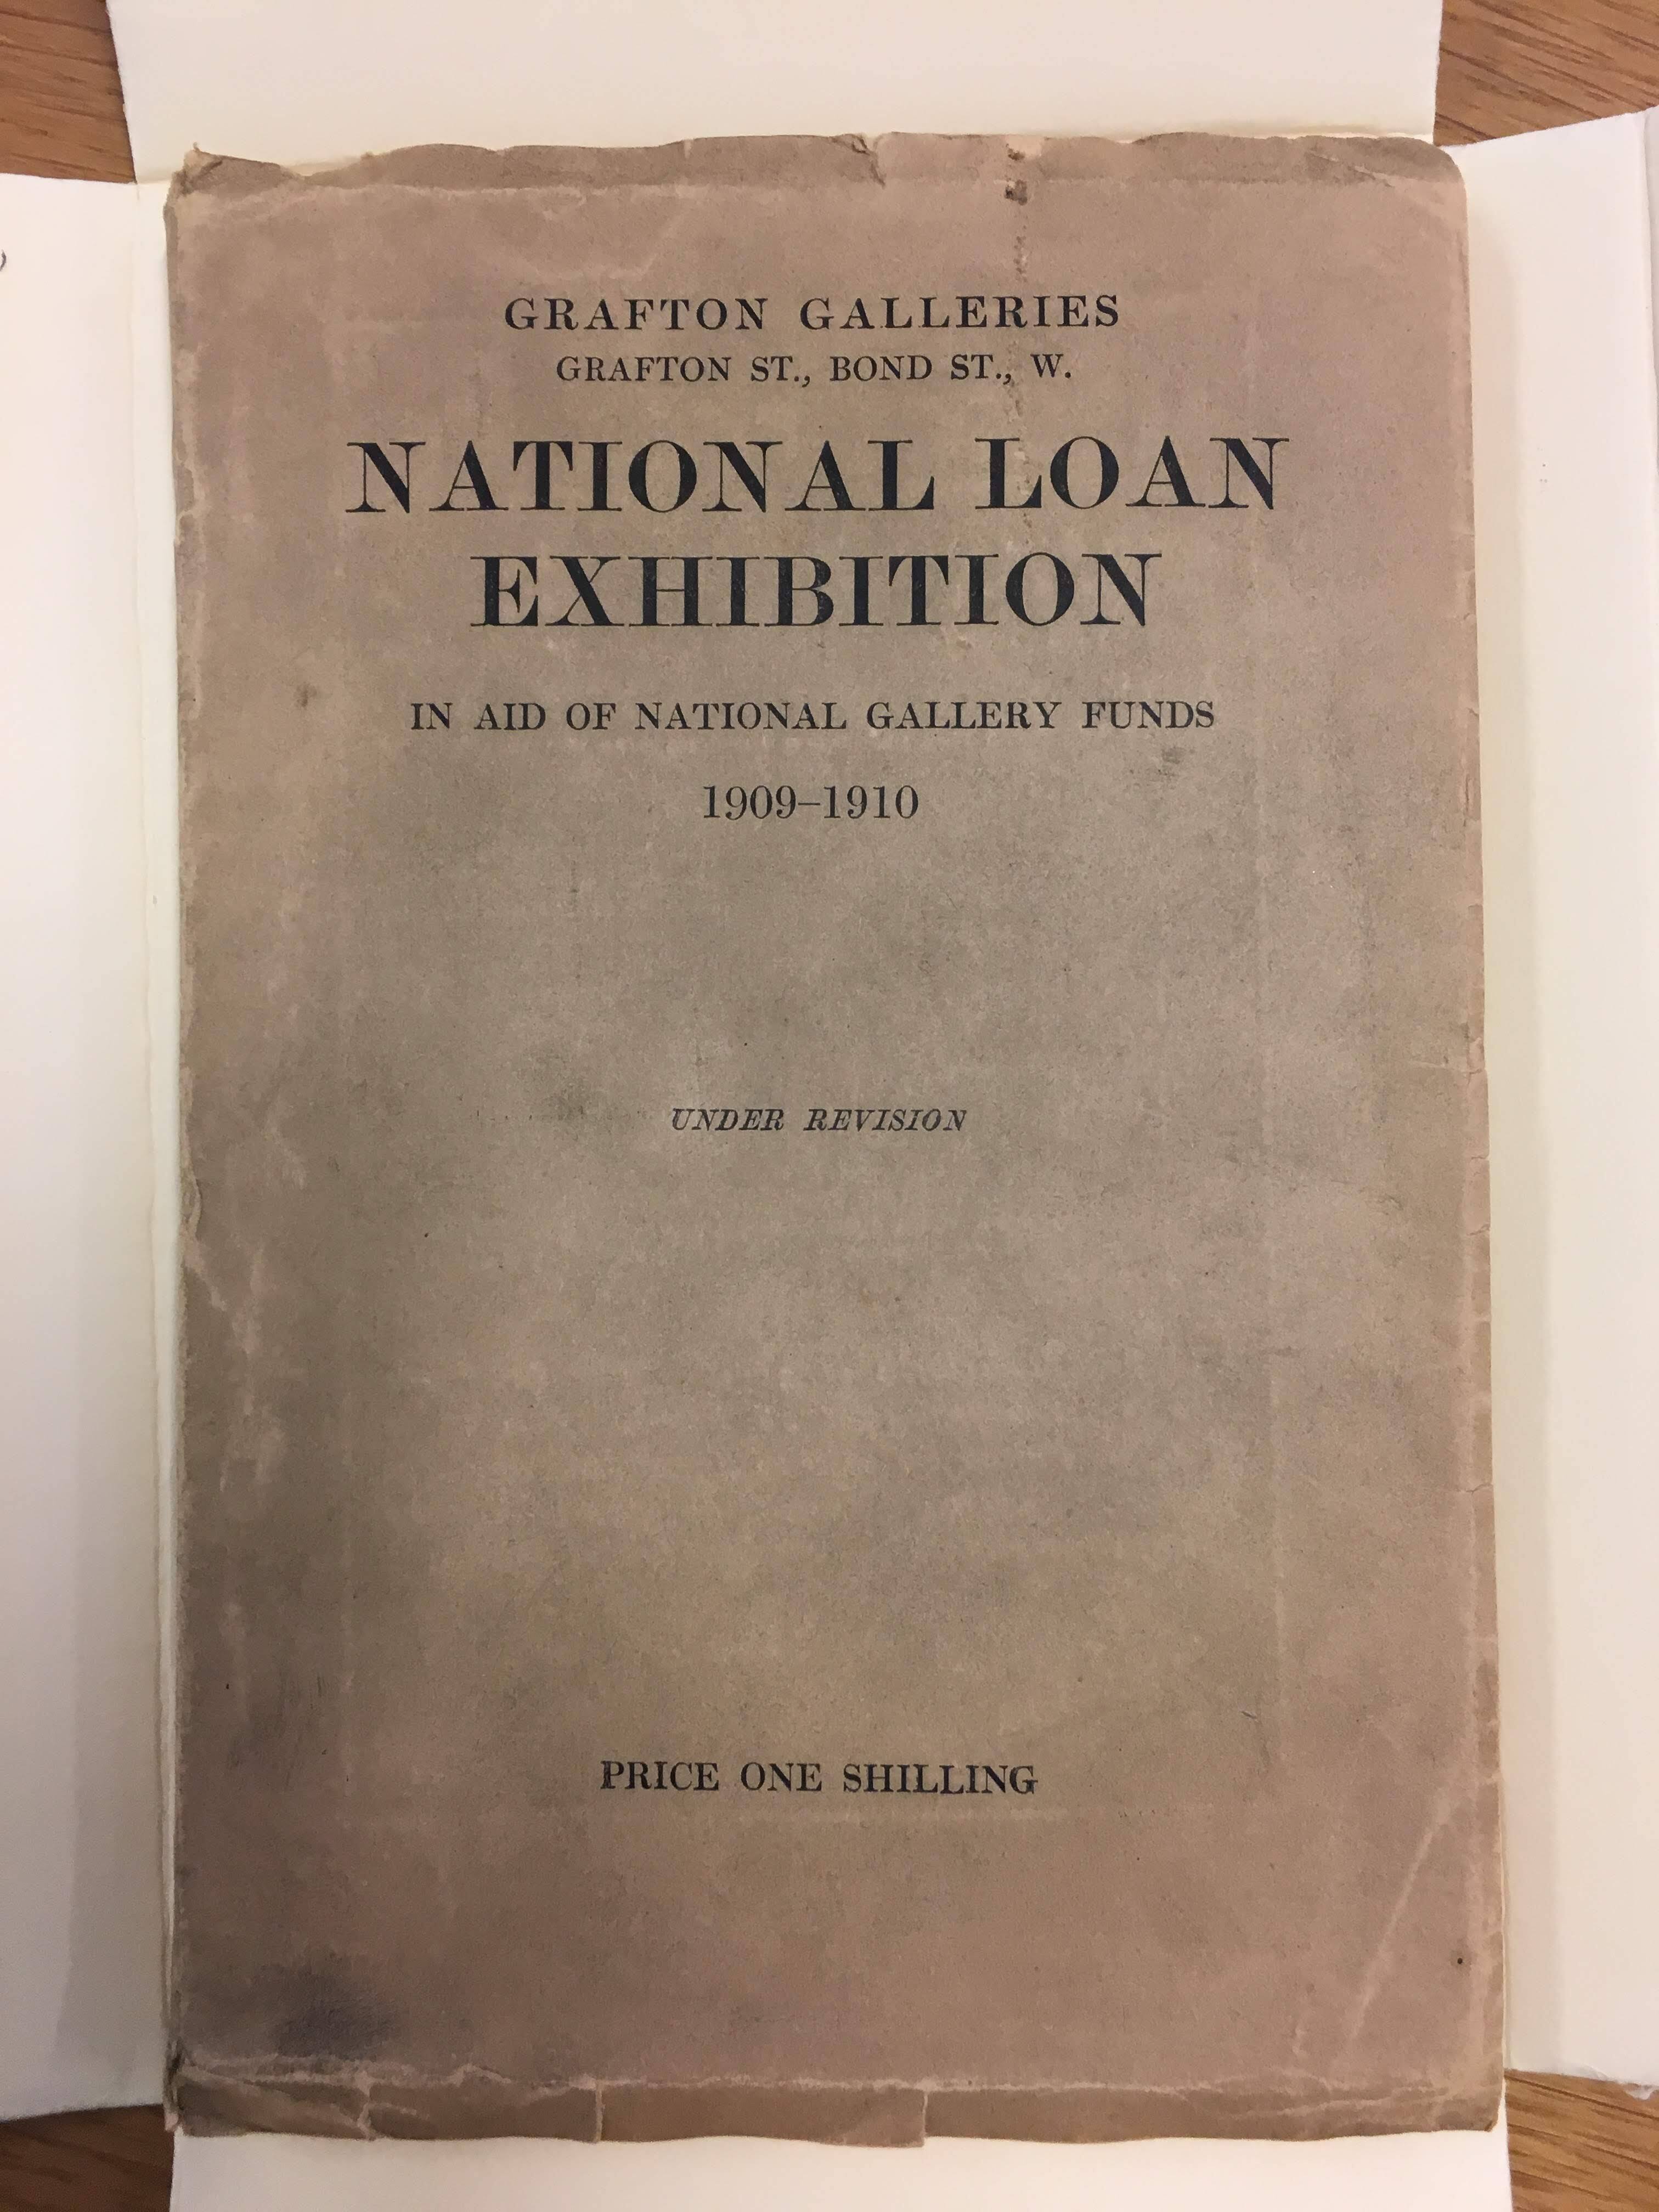 GRAFTON GALLERIES
GRAFTON ST., BOND ST., W.
NATIONAL LOAN
EXHIBITION
IN AID OF NATIONAL GALLERY FUNDS
1909–1910
UNDER REVISION
PRICE ONE SHILLING